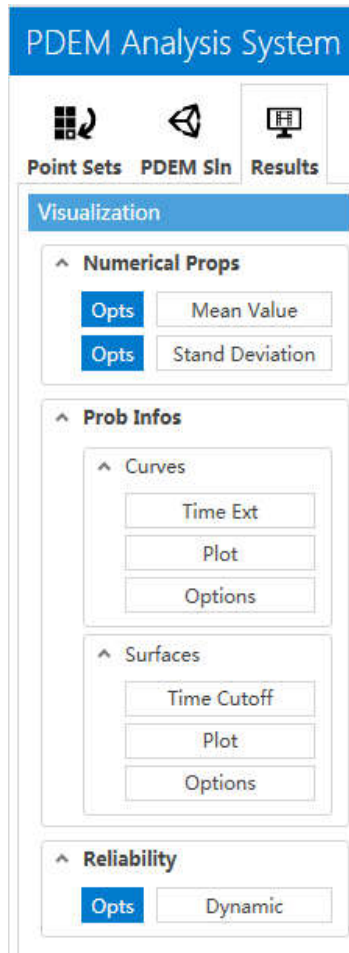 PDEM Analysis System
Point Sets PDEM Sln Results
Visualization
Numerical Props
Opts Mean Value
Opts Stand Deviation
Prob Infos
Curves
Time Ext
Plot
Options
Surfaces
Time Cutoff
Plot
Options
Reliability
Opts Dynamic